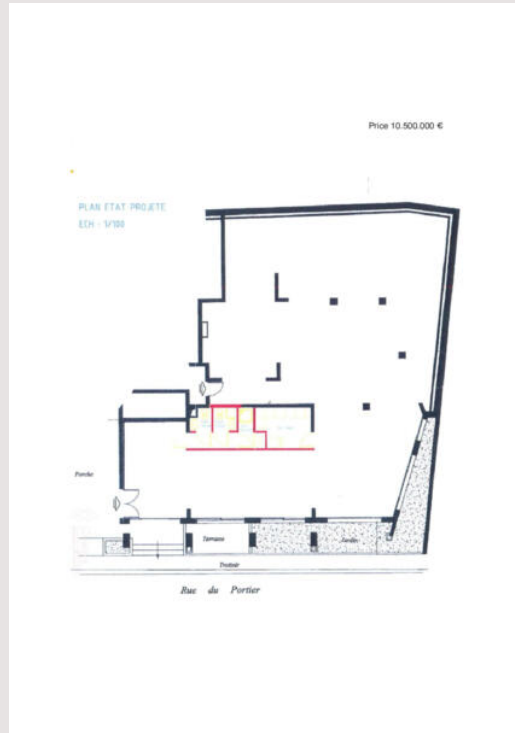 Price 10.500.000 €
PLAN ETAT PROJETE
ECH : 1/100
Porche
Terrasse
Jardin
Trottoir
Rue du Portier